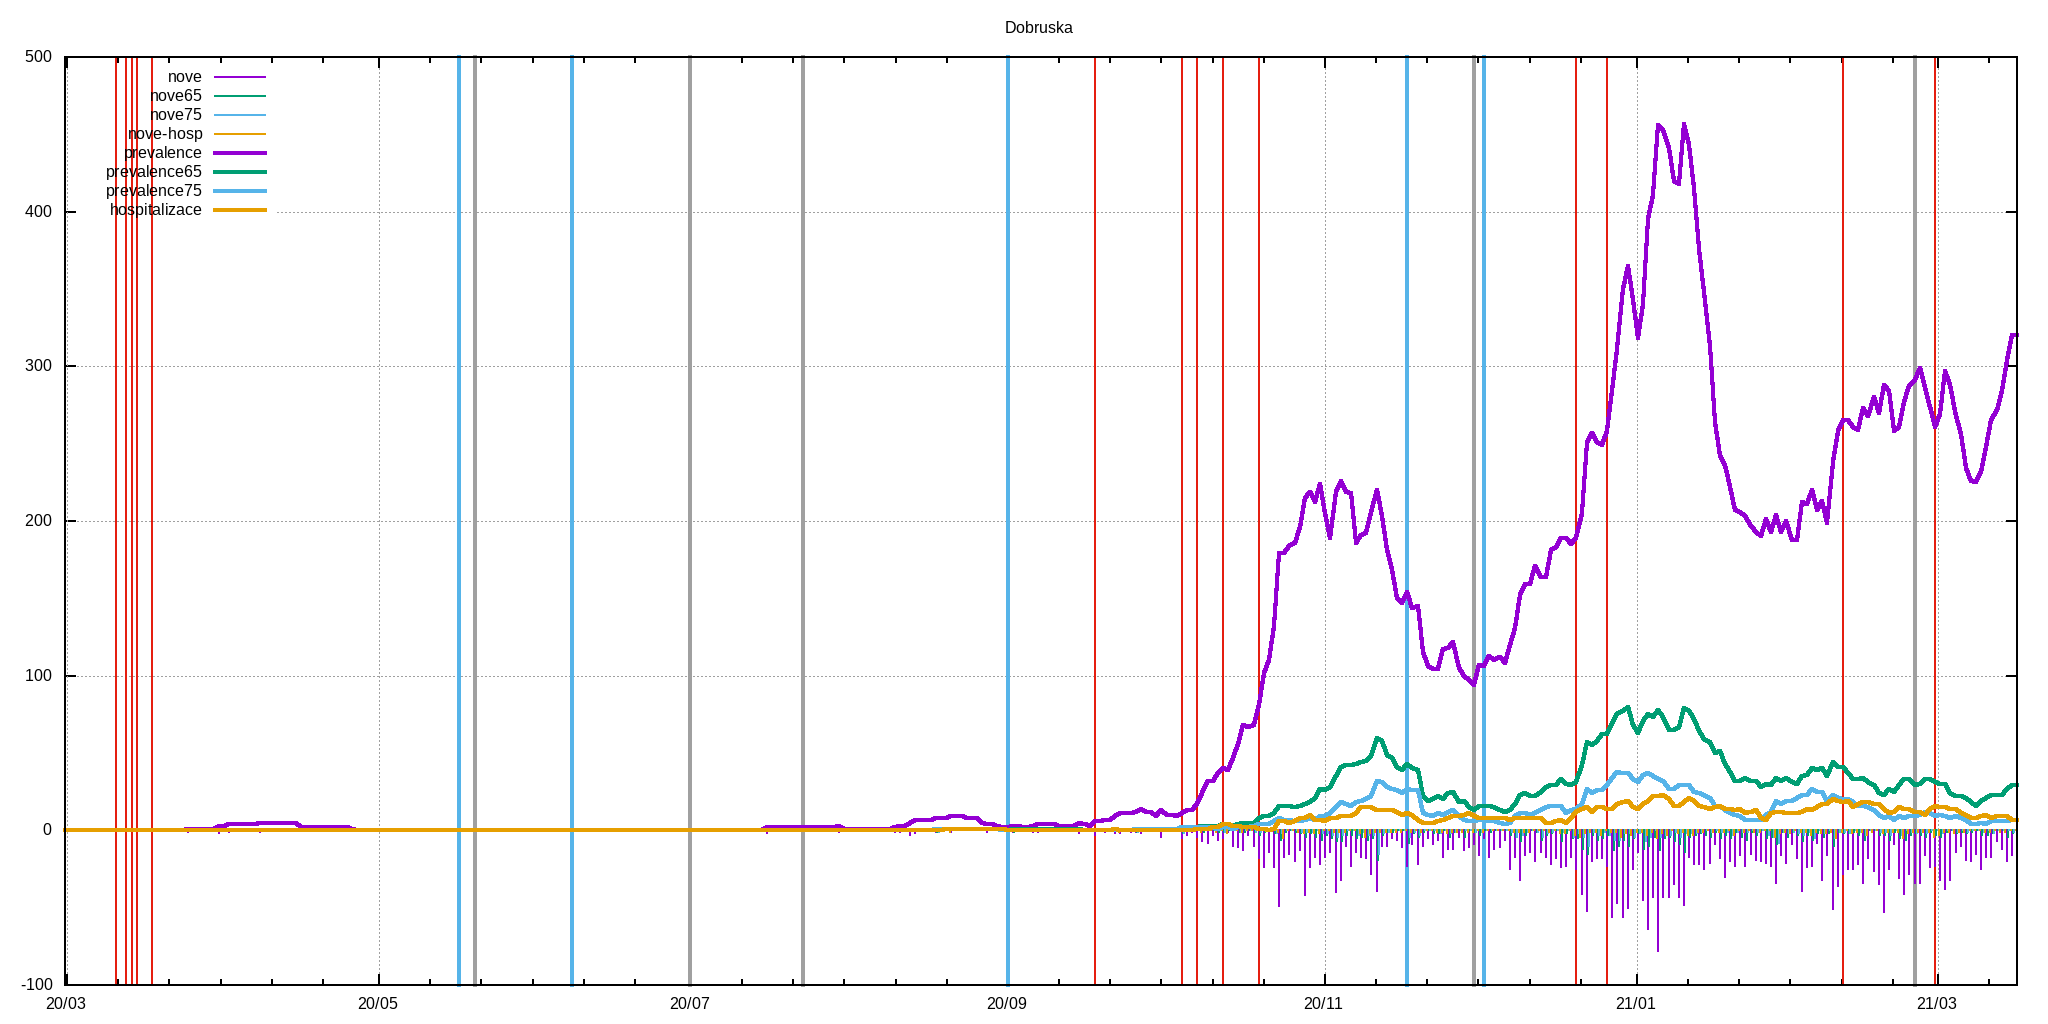 Dobruska
500
400
300
200
100
0
-100
nove
nove65
nove75
nove-hosp
prevalence
prevalence65
prevalence75
hospitalizace
20/03 20/05 20/07 20/09 20/11 21/01 21/03